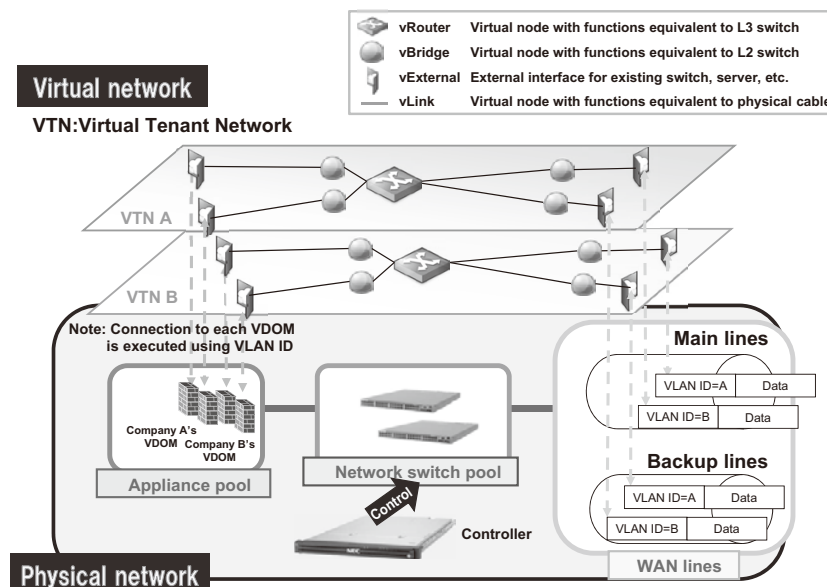 vRouter Virtual node with functions equivalent to L3 switch
vBridge Virtual node with functions equivalent to L2 switch
vExternal External interface for existing switch, server, etc.
vLink Virtual node with functions equivalent to physical cable
Virtual network
VTN:Virtual Tenant Network
VTN A
VTN B
Note: Connection to each VDOM
is executed using VLAN ID
Company A's
VDOM
Company B's
VDOM
Appliance pool
Network switch pool
Control
NEC
Controller
Main lines
VLAN ID=A Data
VLAN ID=B Data
Backup lines
VLAN ID=A Data
VLAN ID=B Data
WAN lines
Physical network